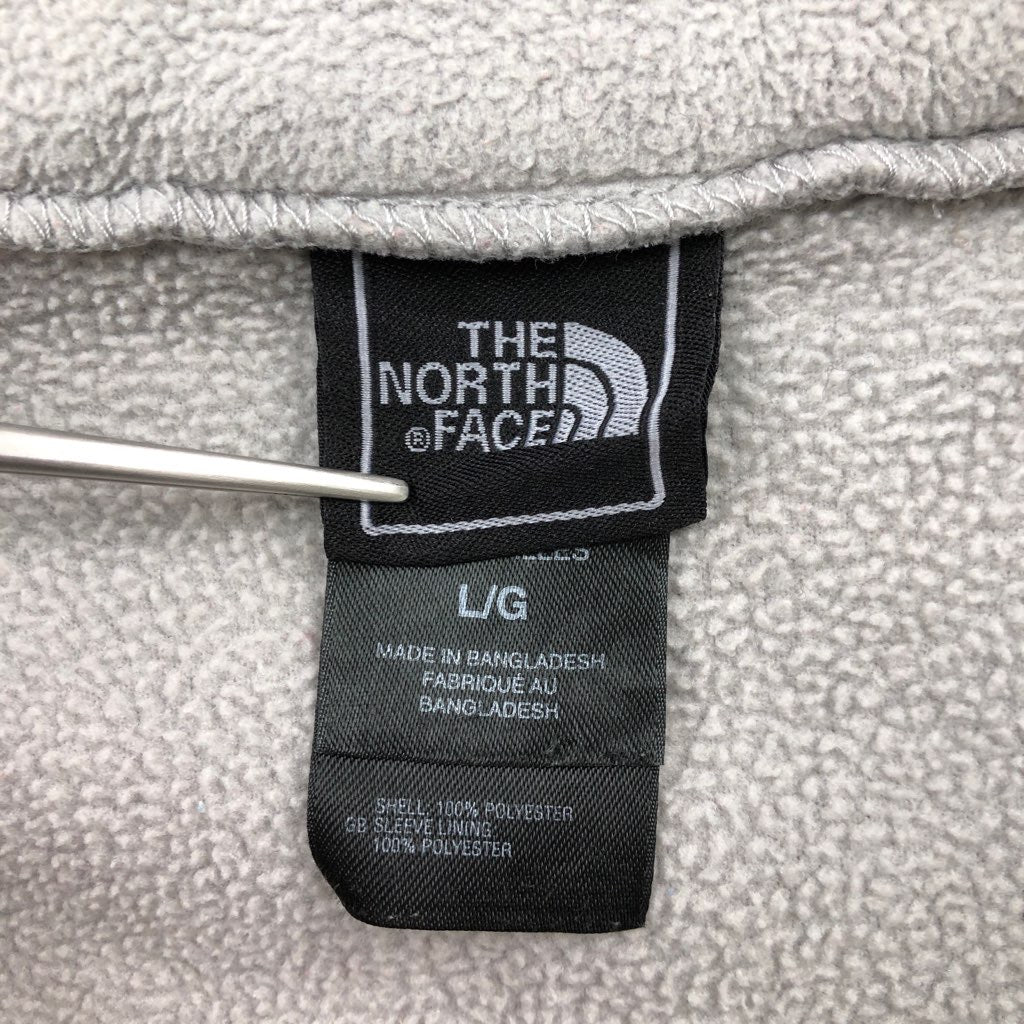 THE
NORTH
®FACE
L/G
MADE IN BANGLADESH
FABRIQUÉ AU
BANGLADESH
SHELL, 100% POLYESTER
GB SLEEVE LINING,
100% POLYESTER